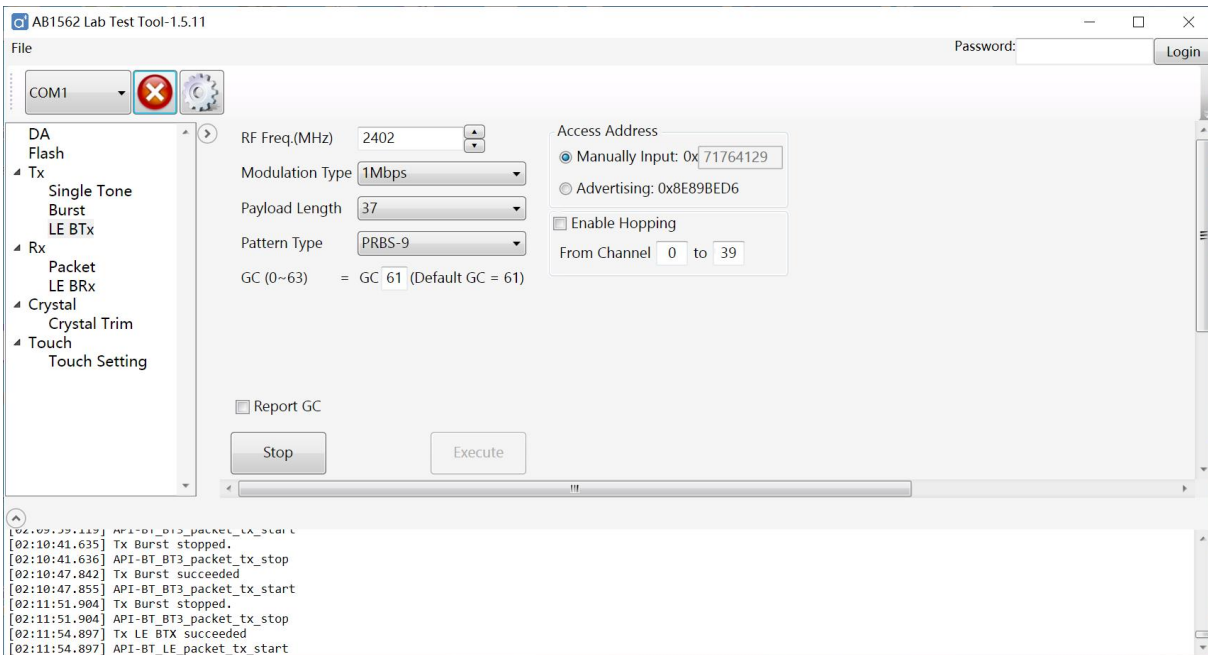 AB1562 Lab Test Tool-1.5.11
File
Password:
Login
COM1
DA
Flash
Tx
Single Tone
Burst
LE BTx
Rx
Packet
LE BRx
Crystal
Crystal Trim
Touch
Touch Setting
RF Freq.(MHz) 2402
Modulation Type 1Mbps
Payload Length 37
Pattern Type PRBS-9
GC (0~63) = GC 61 (Default GC = 61)
Access Address
Manually Input: 0x 71764129
Advertising: 0x8E89BED6
Enable Hopping
From Channel 0 to 39
Report GC
Stop
Execute
[02:09:59.119] API-BT_BT3_packet_tx_start
[02:10:41.635] Tx Burst stopped.
[02:10:41.636] API-BT_BT3_packet_tx_stop
[02:10:47.842] Tx Burst succeeded
[02:10:47.855] API-BT_BT3_packet_tx_start
[02:11:51.904] Tx Burst stopped.
[02:11:51.904] API-BT_BT3_packet_tx_stop
[02:11:54.897] Tx LE BTX succeeded
[02:11:54.897] API-BT_LE_packet_tx_start